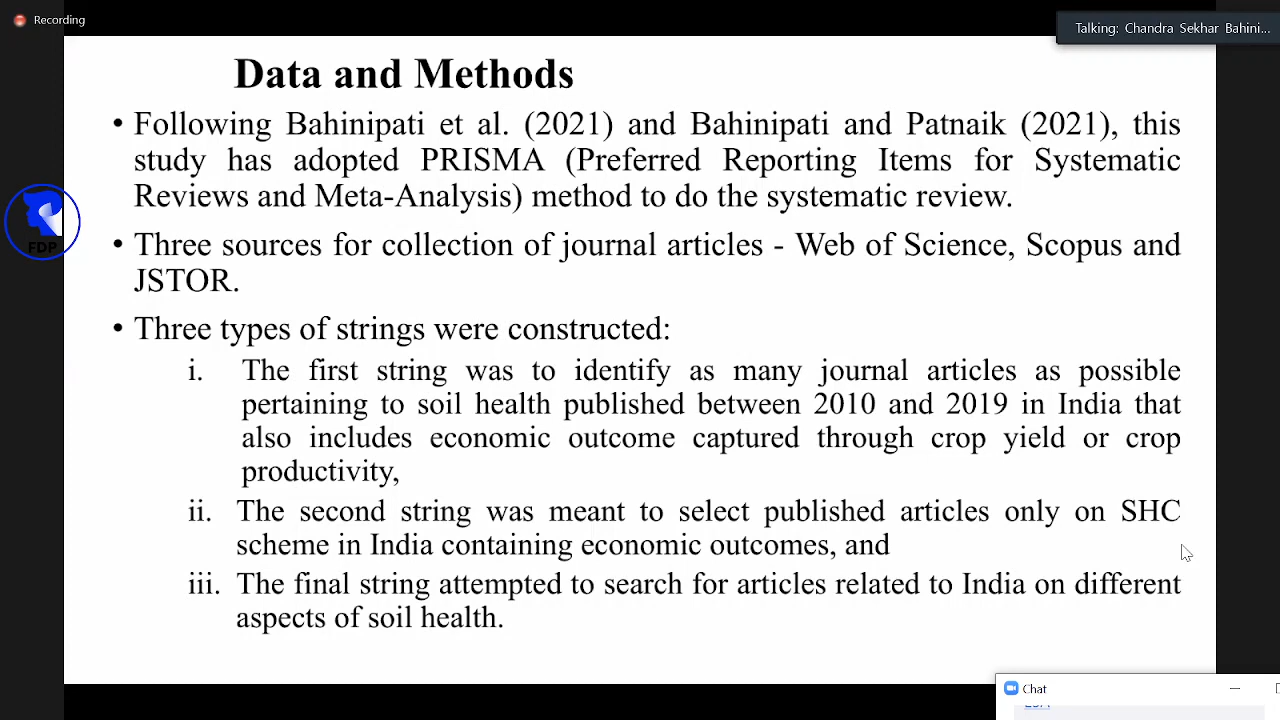 Recording
Talking: Chandra Sekhar Bahini...
Data and Methods
• Following Bahinipati et al. (2021) and Bahinipati and Patnaik (2021), this
study has adopted PRISMA (Preferred Reporting Items for Systematic
Reviews and Meta-Analysis) method to do the systematic review.
FDP
• Three sources for collection of journal articles - Web of Science, Scopus and
JSTOR.
• Three types of strings were constructed:
i. The first string was to identify as many journal articles as possible
pertaining to soil health published between 2010 and 2019 in India that
also includes economic outcome captured through crop yield or crop
productivity,
ii. The second string was meant to select published articles only on SHC
scheme in India containing economic outcomes, and
iii. The final string attempted to search for articles related to India on different
aspects of soil health.
Chat